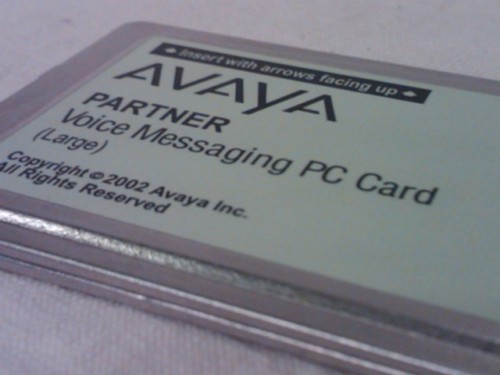 Insert with arrows facing up
AVAYA
PARTNER
Voice Messaging PC Card
(Large)
Copyright © 2002 Avaya Inc.
All Rights Reserved